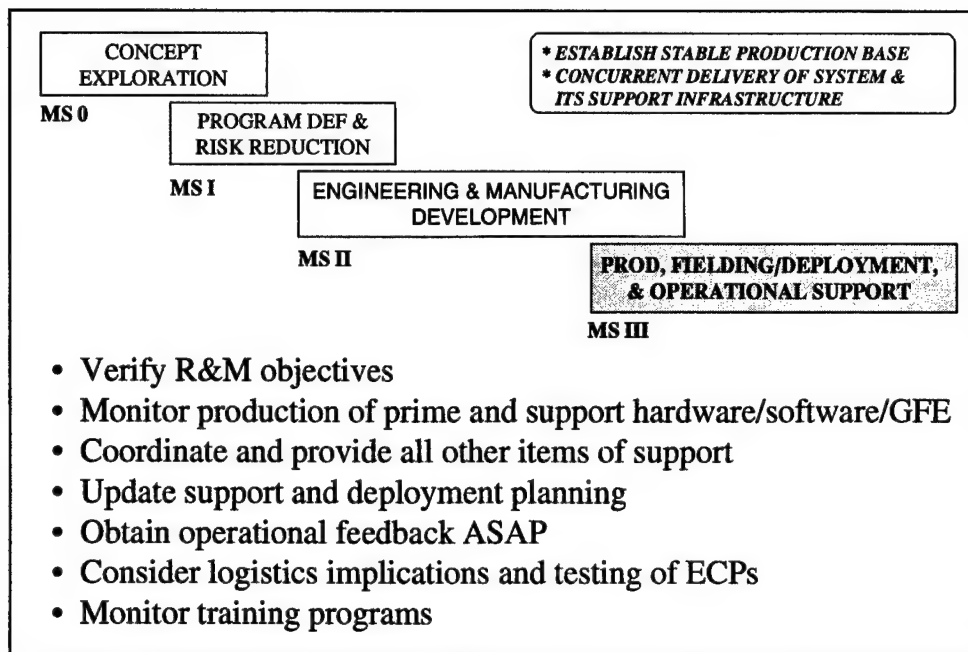 CONCEPT
EXPLORATION
* ESTABLISH STABLE PRODUCTION BASE
* CONCURRENT DELIVERY OF SYSTEM &
ITS SUPPORT INFRASTRUCTURE
MS 0
PROGRAM DEF &
RISK REDUCTION
MS I
ENGINEERING & MANUFACTURING
DEVELOPMENT
MS II
PROD, FIELDING/DEPLOYMENT,
& OPERATIONAL SUPPORT
MS III
• Verify R&M objectives
• Monitor production of prime and support hardware/software/GFE
• Coordinate and provide all other items of support
• Update support and deployment planning
• Obtain operational feedback ASAP
• Consider logistics implications and testing of ECPs
• Monitor training programs